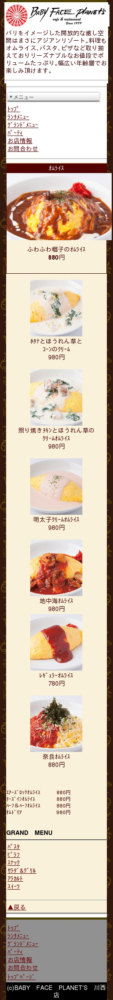 BABY FACE PLANET'S
cafe & restaurant
Since 1979
バリをイメージした開放的な癒し空
間はまさにアジアンリゾート｡料理も
オムライス､パスタ､ピザなど取り揃
えておりリーズナブルなお値段でボ
リュームたっぷり｡幅広い年齢層でお
楽しみ頂けます。
▼メニュー
ﾄｯﾌﾟ
ﾗﾝﾁﾒﾆｭｰ
ｸﾞﾗﾝﾄﾞﾒﾆｭｰ
ﾊﾟｰﾃｨ
お店情報
お問合わせ
ｵﾑﾗｲｽ
ふわふわ帽子のｵﾑﾗｲｽ
880円
ﾎﾀﾃとほうれん草と
ｺｰﾝのｸﾘｰﾑ
980円
照り焼きﾁｷﾝとほうれん草の
ｸﾘｰﾑｵﾑﾗｲｽ
980円
明太子ｸﾘｰﾑｵﾑﾗｲｽ
980円
地中海ｵﾑﾗｲｽ
980円
ﾚｷﾞｭﾗｰｵﾑﾗｲｽ
780円
奈良ｵﾑﾗｲｽ
880円
ｴｱｰｽﾞﾛｯｸｵﾑﾗｲｽ 880円
ﾁｰｽﾞｲﾝｵﾑﾗｲｽ 880円
ﾊｰﾌ＆ﾊｰﾌｵﾑﾗｲｽ 880円
ｵﾑﾄﾞﾘｱ 980円
GRAND　MENU
ﾊﾟｽﾀ
ﾋﾟﾗﾌ
ｽﾅｯｸ
ｻﾗﾀﾞ&ｸﾞﾘﾙ
ｱﾗｶﾙﾄ
ｽｲｰﾂ
▲戻る
ﾄｯﾌﾟ
ﾗﾝﾁﾒﾆｭｰ
ｸﾞﾗﾝﾄﾞﾒﾆｭｰ
ﾊﾟｰﾃｨ
お店情報
お問合わせ
ﾄｯﾌﾟﾍﾟｰｼﾞ
(c)BABY　FACE　PLANET'S　川西
店